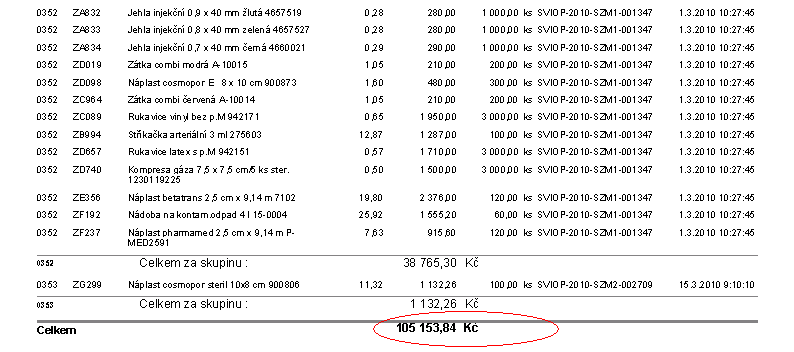 0352 ZA832 Jehla injekční 0,9 x 40 mm žlutá 4657519 0,28 280,00 1 000,00 ks SVIOP-2010-SZM1-001347 1.3.2010 10:27:45
0352 ZA833 Jehla injekční 0,8 x 40 mm zelená 4657527 0,28 280,00 1 000,00 ks SVIOP-2010-SZM1-001347 1.3.2010 10:27:45
0352 ZA834 Jehla injekční 0,7 x 40 mm černá 4660021 0,29 290,00 1 000,00 ks SVIOP-2010-SZM1-001347 1.3.2010 10:27:45
0352 ZD019 Zátka combi modrá A-10015 1,05 210,00 200,00 ks SVIOP-2010-SZM1-001347 1.3.2010 10:27:45
0352 ZD098 Náplast cosmopor E 8 x 10 cm 900873 1,60 480,00 300,00 ks SVIOP-2010-SZM1-001347 1.3.2010 10:27:45
0352 ZC964 Zátka combi červená A-10014 1,05 210,00 200,00 ks SVIOP-2010-SZM1-001347 1.3.2010 10:27:45
0352 ZC089 Rukavice vinyl bez p.M 942171 0,65 1 950,00 3 000,00 ks SVIOP-2010-SZM1-001347 1.3.2010 10:27:45
0352 ZB994 Stříkačka arteriální 3 ml 275603 12,87 1 287,00 100,00 ks SVIOP-2010-SZM1-001347 1.3.2010 10:27:45
0352 ZD657 Rukavice latex s p.M 942151 0,57 1 710,00 3 000,00 ks SVIOP-2010-SZM1-001347 1.3.2010 10:27:45
0352 ZD740 Kompresa gáza 7,5 x 7,5 cm/5 ks ster. 0,50 1 500,00 3 000,00 ks SVIOP-2010-SZM1-001347 1.3.2010 10:27:45
1230119225
0352 ZE356 Náplast betatrans 2,5 cm x 9,14 m 7102 19,80 2 376,00 120,00 ks SVIOP-2010-SZM1-001347 1.3.2010 10:27:45
0352 ZF192 Nádoba na kontam.odpad 4 l 15-0004 25,92 1 555,20 60,00 ks SVIOP-2010-SZM1-001347 1.3.2010 10:27:45
0352 ZF237 Náplast pharmamed 2,5 cm x 9,14 m P- 7,63 915,60 120,00 ks SVIOP-2010-SZM1-001347 1.3.2010 10:27:45
MED2591
0352 Celkem za skupinu : 38 765,30 Kč
0353 ZG299 Náplast cosmopor steril 10x8 cm 900806 11,32 1 132,26 100,00 ks SVIOP-2010-SZM2-002709 15.3.2010 9:10:10
0353 Celkem za skupinu : 1 132,26 Kč
Celkem 105 153,84 Kč